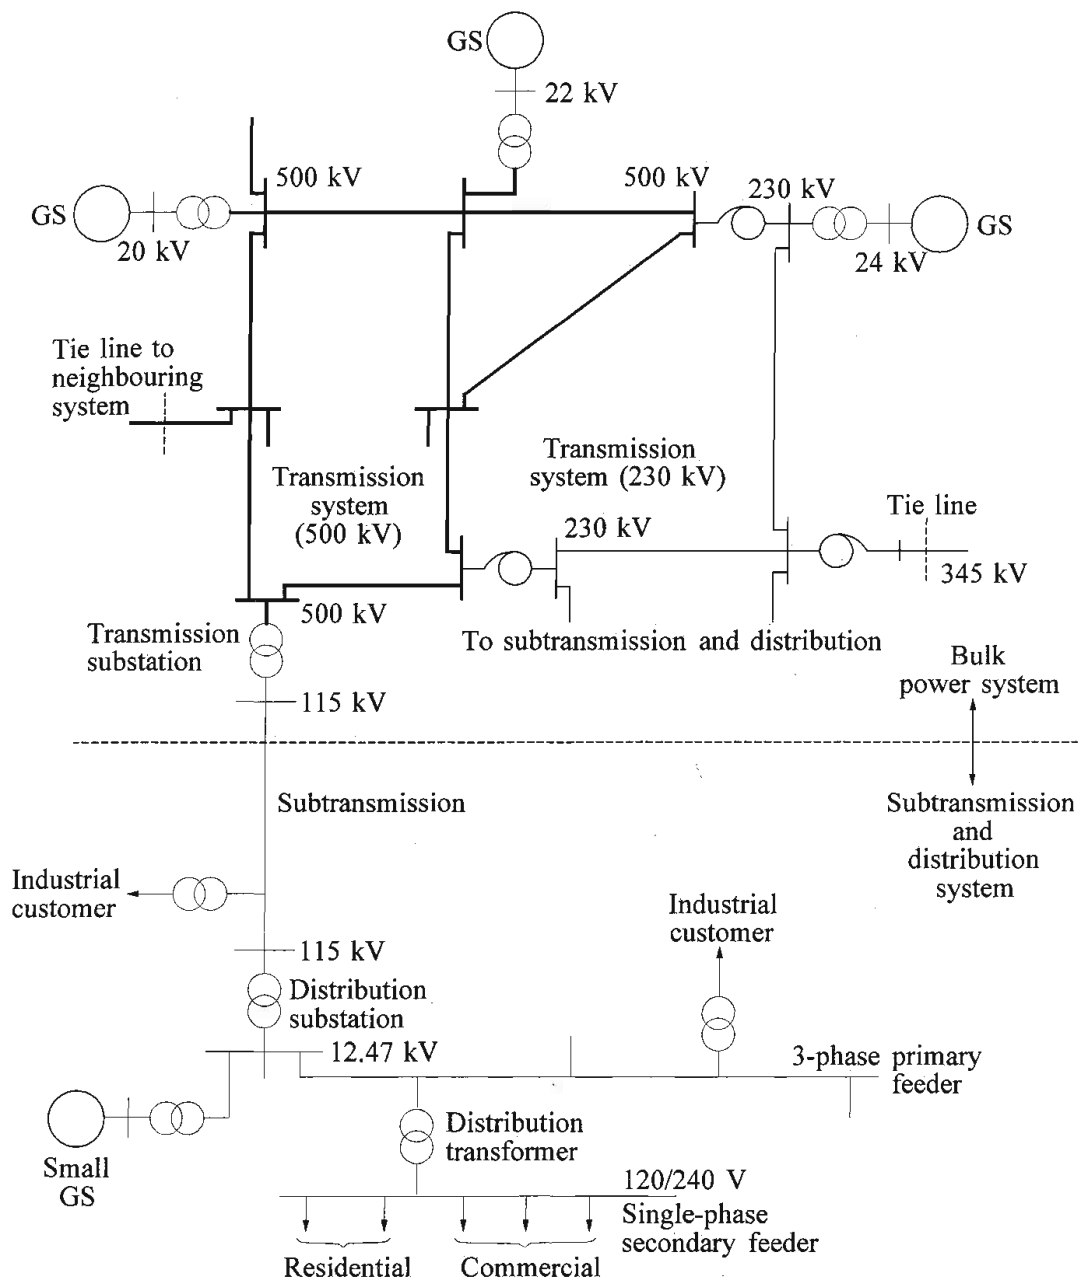 GS
22 kV
500 kV
500 kV
230 kV
GS
20 kV
24 kV
GS
Tie line to
neighbouring
system
Transmission
system
(500 kV)
Transmission
system (230 kV)
230 kV
Tie line
345 kV
500 kV
Transmission
substation
To subtransmission and distribution
Bulk
power system
115 kV
Subtransmission
Subtransmission
and
distribution
system
Industrial
customer
Industrial
customer
115 kV
Distribution
substation
12.47 kV
3-phase primary
feeder
Small
GS
Distribution
transformer
120/240 V
Single-phase
secondary feeder
Residential
Commercial